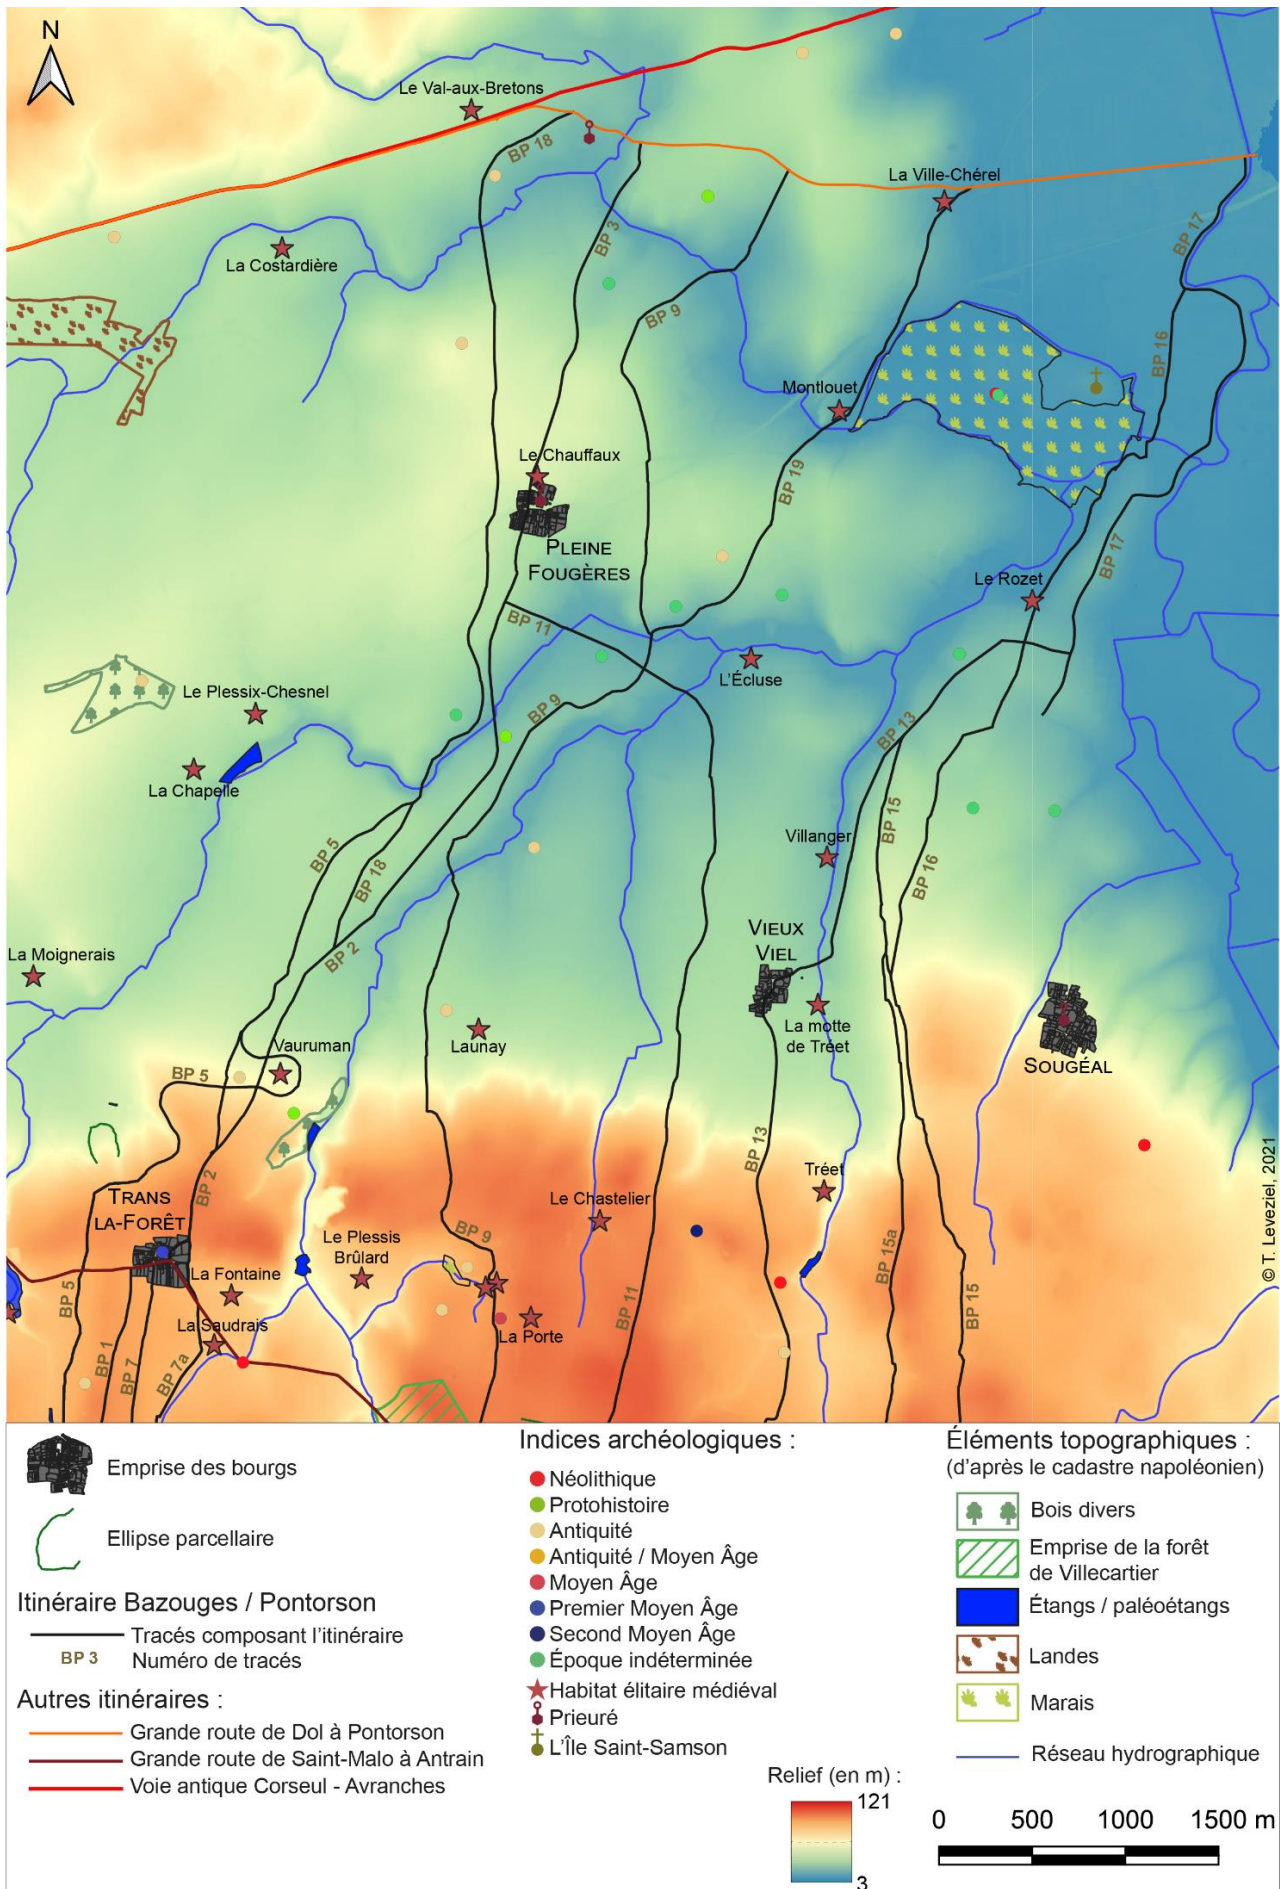 N
Le Val-aux-Bretons
BP 18
La Ville-Chérel
BP 3
BP 17
La Costardière
BP 9
BP 16
Montlouet
Le Chauffaux
BP 19
PLEINE
FOUGÈRES
BP 17
Le Rozet
BP 11
L'Écluse
Le Plessix-Chesnel
BP 9
BP 13
La Chapelle
BP 15
Villanger
BP 5
BP 18
BP 16
VIEUX
VIEL
La Moignerais
BP 2
La motte
de Tréet
Launay
Vauruman
SOUGÉAL
BP 5
BP 13
Tréet
TRANS
LA-FORÊT
BP 2
Le Chastelier
Le Plessis
Brûlard
BP 9
BP 15a
La Fontaine
BP 5
BP 11
BP 15
La Saudrais
La Porte
BP 1
BP 7
BP 7a
© T. Leveziel, 2021
Emprise des bourgs
Ellipse parcellaire
Itinéraire Bazouges / Pontorson
Tracés composant l'itinéraire
BP 3 Numéro de tracés
Autres itinéraires :
Grande route de Dol à Pontorson
Grande route de Saint-Malo à Antrain
Voie antique Corseul - Avranches
Indices archéologiques :
Néolithique
Protohistoire
Antiquité
Antiquité / Moyen Âge
Moyen Âge
Premier Moyen Âge
Second Moyen Âge
Époque indéterminée
Habitat élitaire médiéval
Prieuré
L'Île Saint-Samson
Relief (en m) :
121
3
Éléments topographiques :
(d'après le cadastre napoléonien)
Bois divers
Emprise de la forêt
de Villecartier
Étangs / paléoétangs
Landes
Marais
Réseau hydrographique
0 500 1000 1500 m